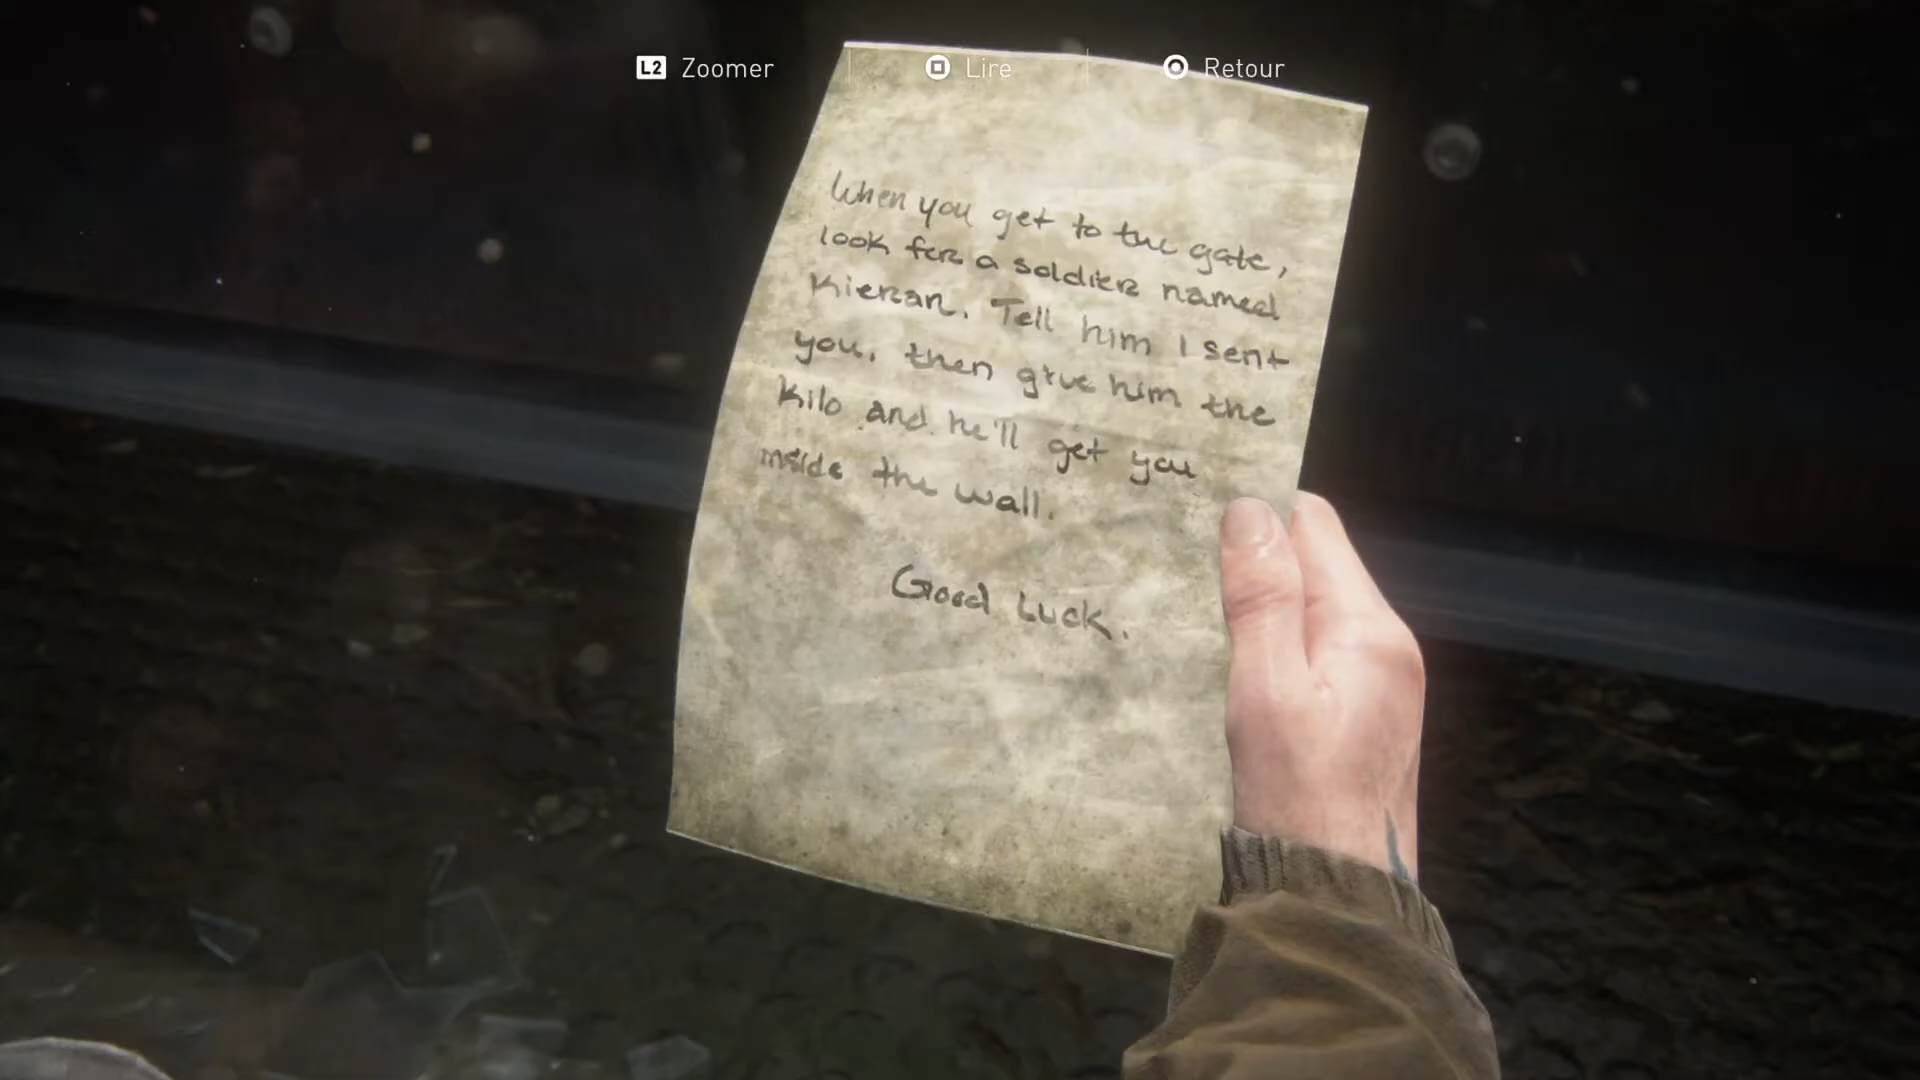 L2 Zoomer Lire Retour
When you get to the gate,
look for a soldier named
Kieran. Tell him I sent
you, then give him the
Kilo and he'll get you
inside the wall.
Good Luck.